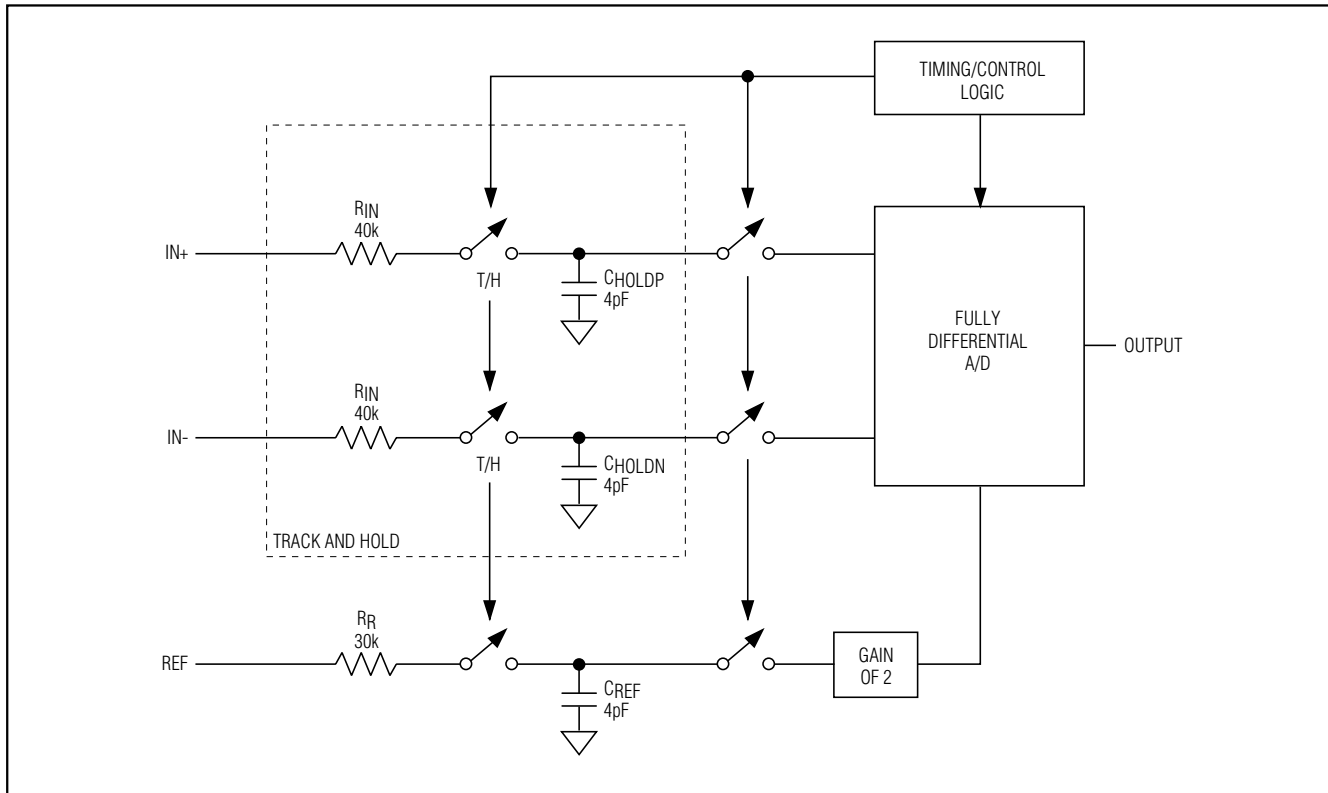 TIMING/CONTROL
LOGIC
RIN
40k
IN+
T/H
CHOLDP
4pF
FULLY
DIFFERENTIAL
A/D
OUTPUT
RIN
40k
IN-
T/H
CHOLDN
4pF
TRACK AND HOLD
RR
30k
REF
CREF
4pF
GAIN
OF 2